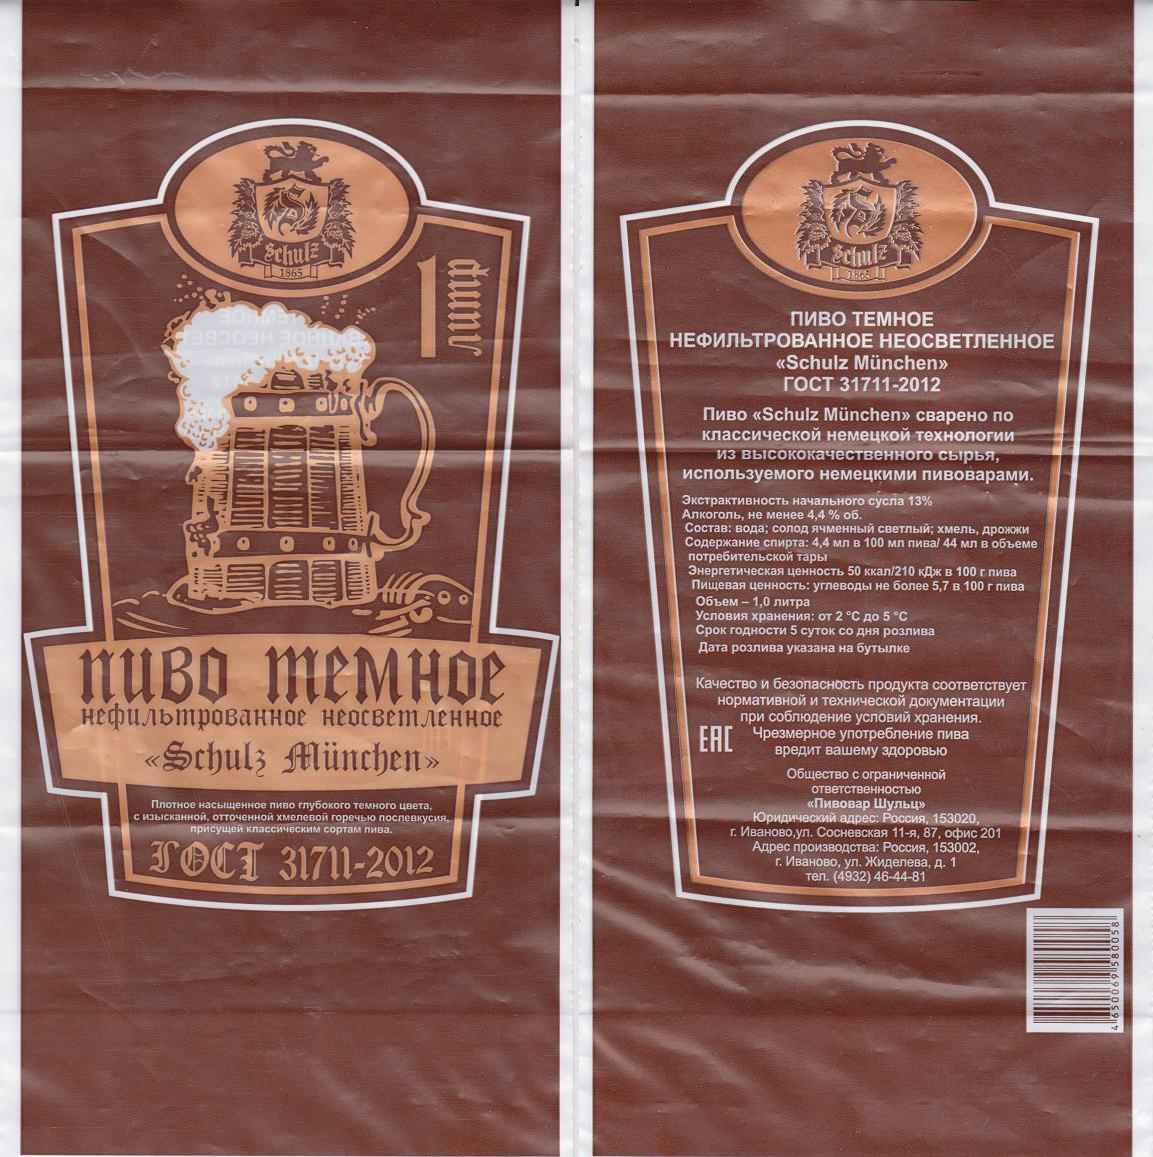 Schulz
1865
1 литр
пиво темное
нефильтрованное неосветленное
«Schulz München»
Плотное насыщенное пиво глубокого темного цвета,
с изысканной, отточенной хмелевой горечью послевкусия,
присущей классическим сортам пива.
ГОСТ 31711-2012
Schulz
1865
ПИВО ТЕМНОЕ
НЕФИЛЬТРОВАННОЕ НЕОСВЕТЛЕННОЕ
«Schulz München»
ГОСТ 31711-2012
Пиво «Schulz München» сварено по
классической немецкой технологии
из высококачественного сырья,
используемого немецкими пивоварами.
Экстрактивность начального сусла 13%
Алкоголь, не менее 4,4 % об.
Состав: вода; солод ячменный светлый; хмель, дрожжи
Содержание спирта: 4,4 мл в 100 мл пива/ 44 мл в объеме
потребительской тары
Энергетическая ценность 50 ккал/210 кДж в 100 г пива
Пищевая ценность: углеводы не более 5,7 в 100 г пива
Объем – 1,0 литра
Условия хранения: от 2 °С до 5 °С
Срок годности 5 суток со дня розлива
Дата розлива указана на бутылке
Качество и безопасность продукта соответствует
нормативной и технической документации
при соблюдение условий хранения.
EAC
Чрезмерное употребление пива
вредит вашему здоровью
Общество с ограниченной
ответственностью
«Пивовар Шульц»
Юридический адрес: Россия, 153020,
г. Иваново,ул. Сосневская 11-я, 87, офис 201
Адрес производства: Россия, 153002,
г. Иваново, ул. Жиделева, д. 1
тел. (4932) 46-44-81
4 650069 580058